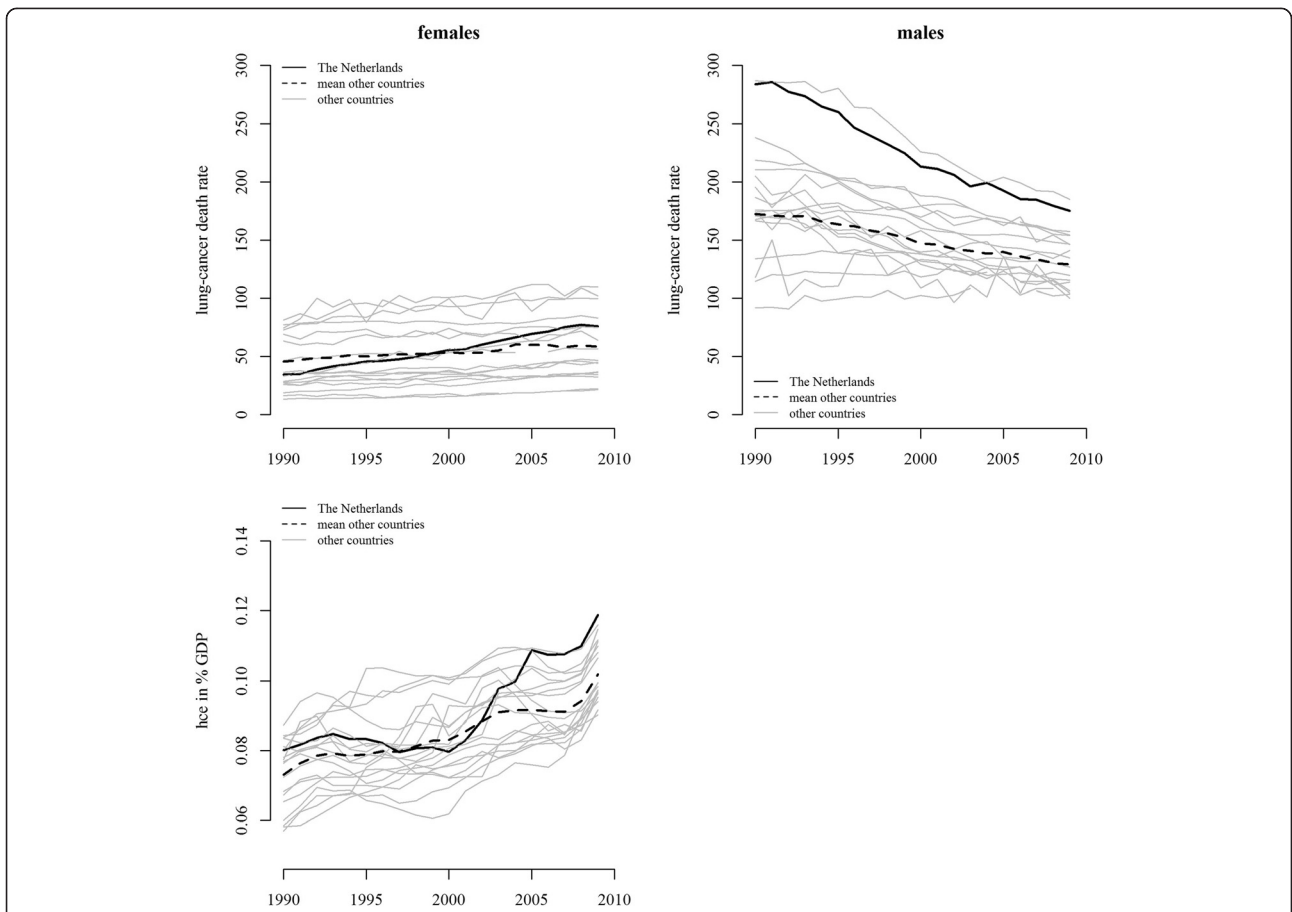 females
The Netherlands
mean other countries
other countries
lung-cancer death rate
300
250
200
150
100
50
0
1990 1995 2000 2005 2010
males
lung-cancer death rate
300
250
200
150
100
50
0
The Netherlands
mean other countries
other countries
1990 1995 2000 2005 2010
The Netherlands
mean other countries
other countries
hce in % GDP
0.14
0.12
0.10
0.08
0.06
1990 1995 2000 2005 2010